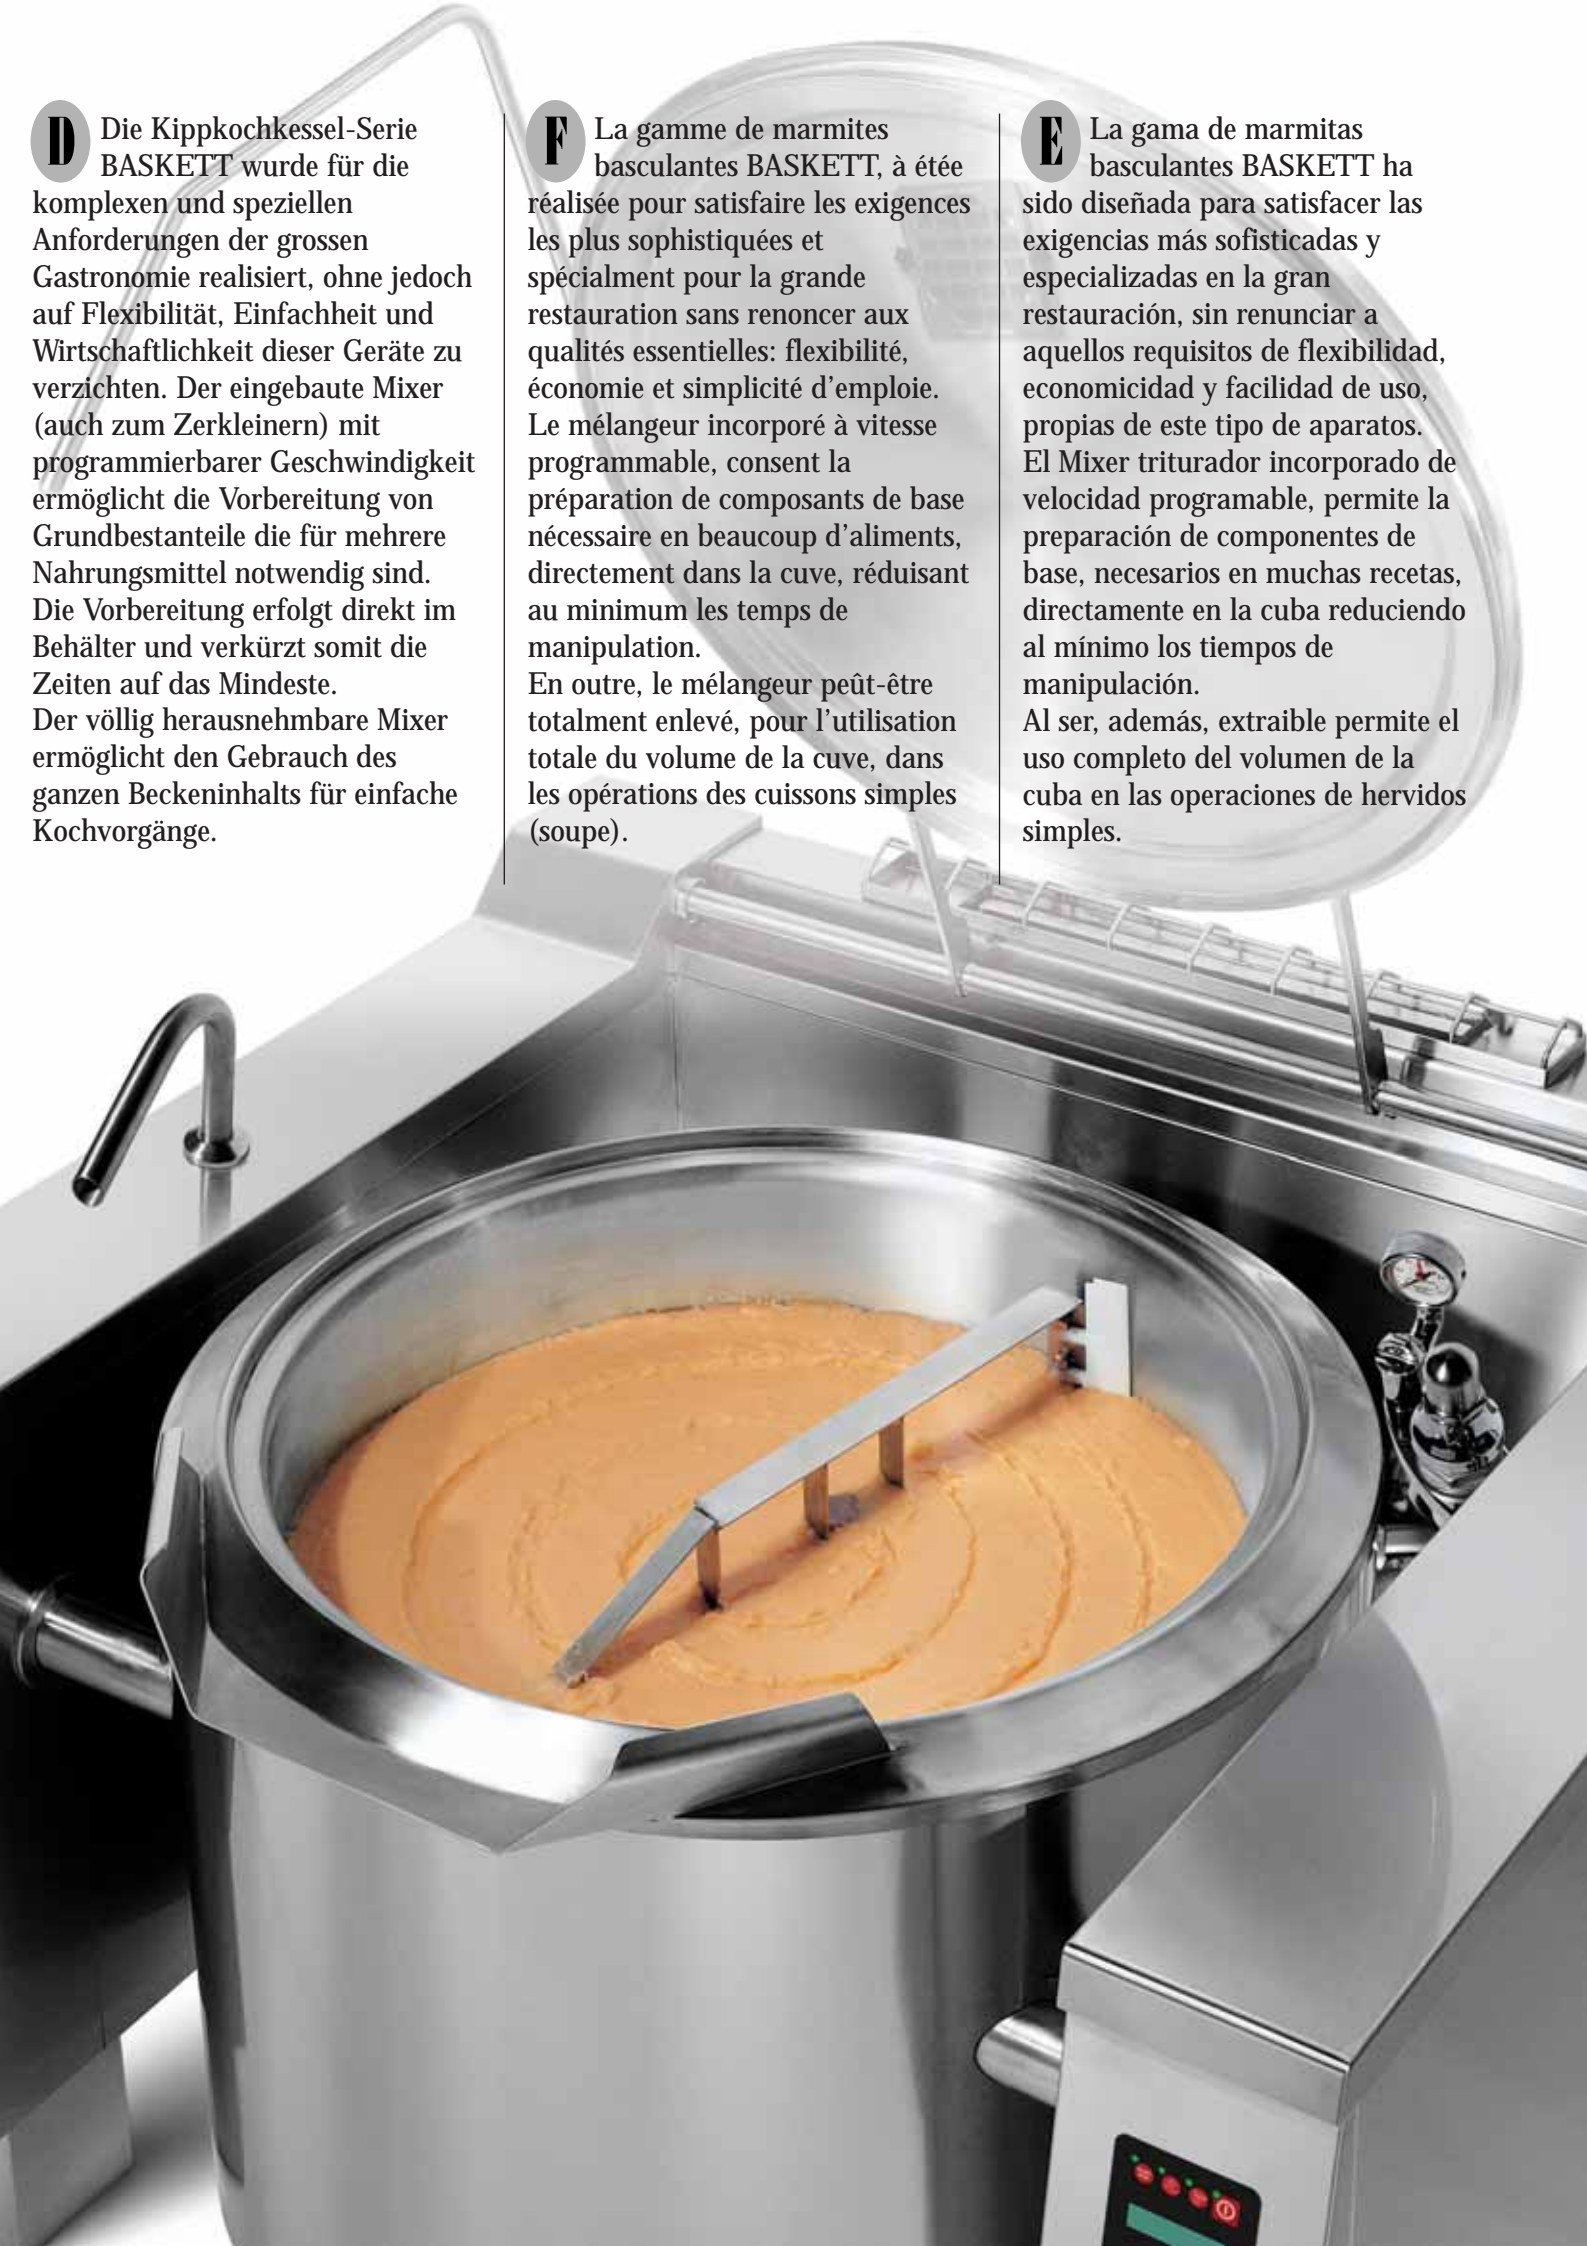 D
Die Kippkochkessel-Serie
BASKETT wurde für die
komplexen und speziellen
Anforderungen der grossen
Gastronomie realisiert, ohne jedoch
auf Flexibilität, Einfachheit und
Wirtschaftlichkeit dieser Geräte zu
verzichten. Der eingebaute Mixer
(auch zum Zerkleinern) mit
programmierbarer Geschwindigkeit
ermöglicht die Vorbereitung von
Grundbestanteile die für mehrere
Nahrungsmittel notwendig sind.
Die Vorbereitung erfolgt direkt im
Behälter und verkürzt somit die
Zeiten auf das Mindeste.
Der völlig herausnehmbare Mixer
ermöglicht den Gebrauch des
ganzen Beckeninhalts für einfache
Kochvorgänge.
F
La gamme de marmites
basculantes BASKETT, à étée
réalisée pour satisfaire les exigences
les plus sophistiquées et
spécialment pour la grande
restauration sans renoncer aux
qualités essentielles: flexibilité,
économie et simplicité d'emploie.
Le mélangeur incorporé à vitesse
programmable, consent la
préparation de composants de base
nécessaire en beaucoup d'aliments,
directement dans la cuve, réduisant
au minimum les temps de
manipulation.
En outre, le mélangeur peût-être
totalment enlevé, pour l'utilisation
totale du volume de la cuve, dans
les opérations des cuissons simples
(soupe).
E
La gama de marmitas
basculantes BASKETT ha
sido diseñada para satisfacer las
exigencias más sofisticadas y
especializadas en la gran
restauración, sin renunciar a
aquellos requisitos de flexibilidad,
economicidad y facilidad de uso,
propias de este tipo de aparatos.
El Mixer triturador incorporado de
velocidad programable, permite la
preparación de componentes de
base, necesarios en muchas recetas,
directamente en la cuba reduciendo
al mínimo los tiempos de
manipulación.
Al ser, además, extraible permite el
uso completo del volumen de la
cuba en las operaciones de hervidos
simples.